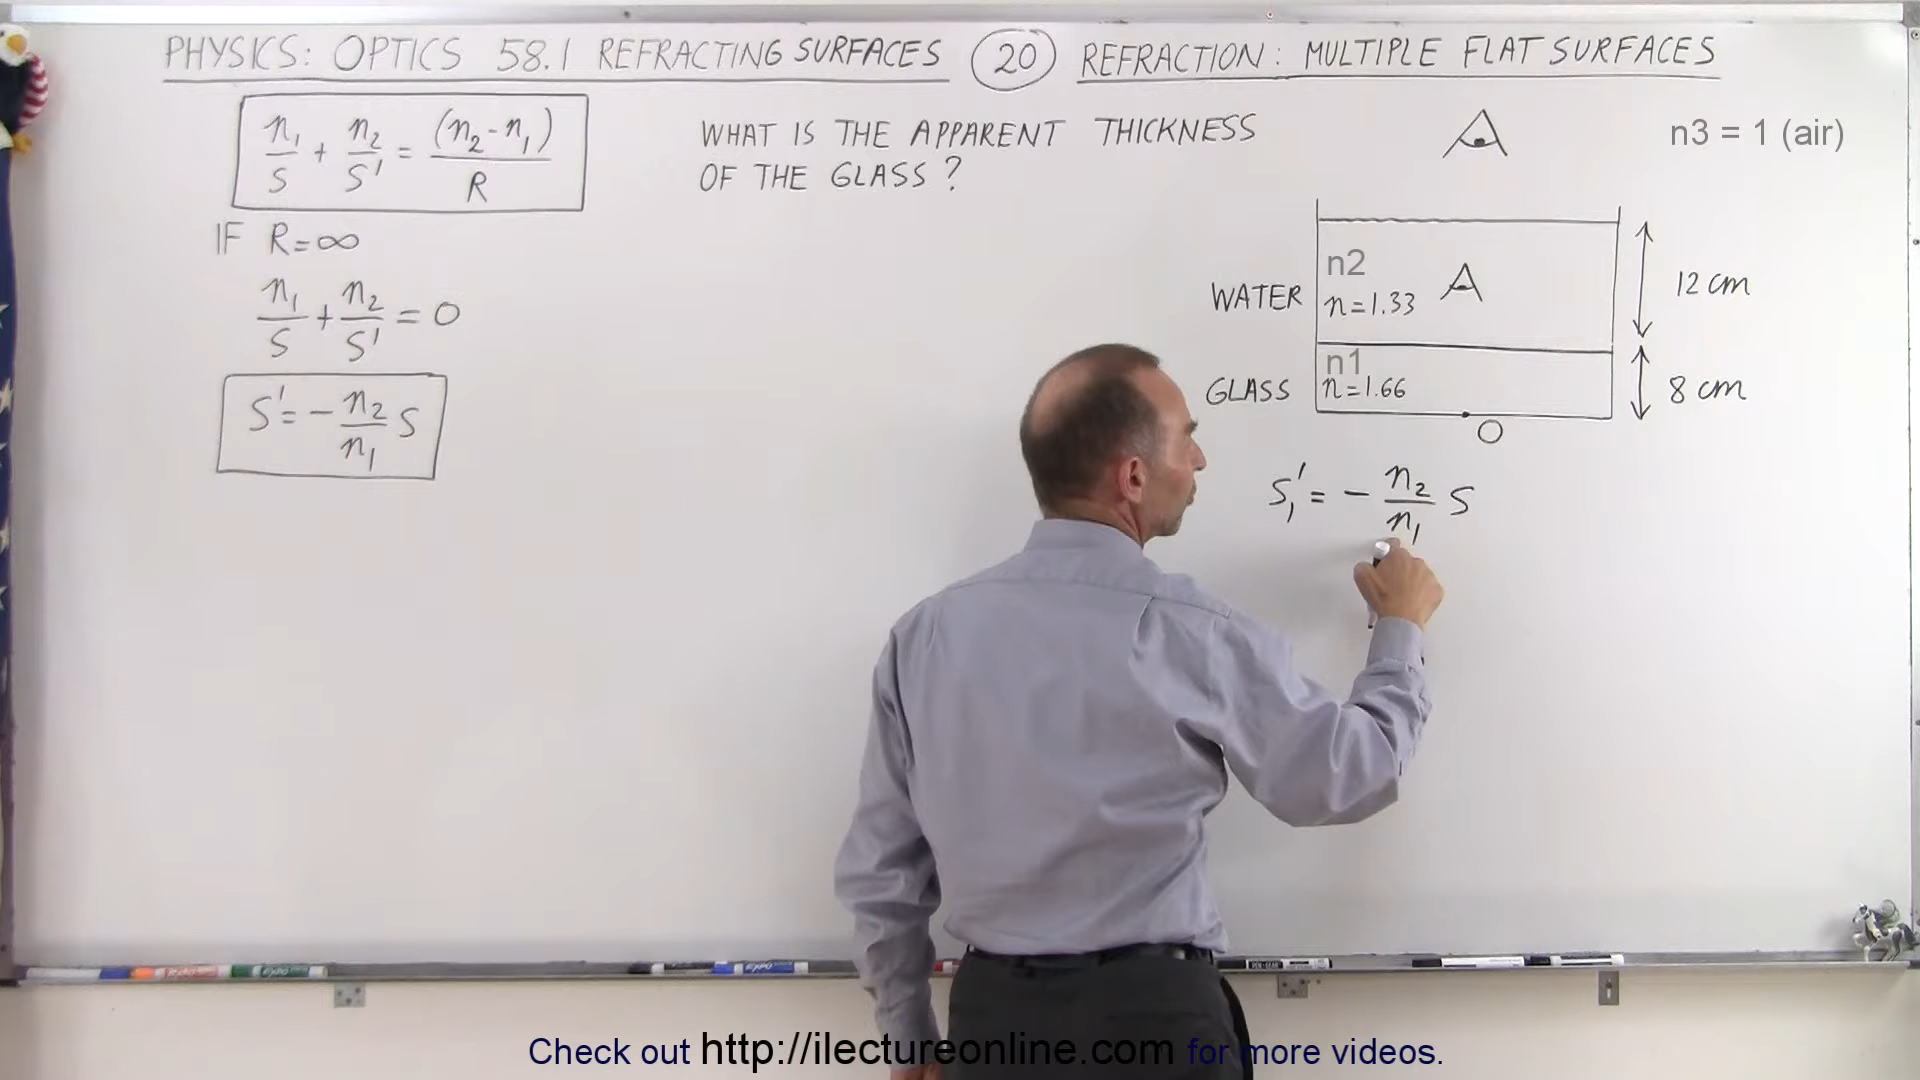 PHYSICS: OPTICS 58.1 REFRACTING SURFACES 20 REFRACTION: MULTIPLE FLAT SURFACES
n₁/s + n₂/s' = (n₂-n₁)/R
IF R=∞
n₁/s + n₂/s' = 0
s' = - n₂/n₁ s
WHAT IS THE APPARENT THICKNESS
OF THE GLASS?
n3 = 1 (air)
n2
WATER n=1.33 12 cm
n1
GLASS n=1.66 8 cm
O
s₁' = - n₂/n₁ s
Check out http://ilectureonline.com for more videos.